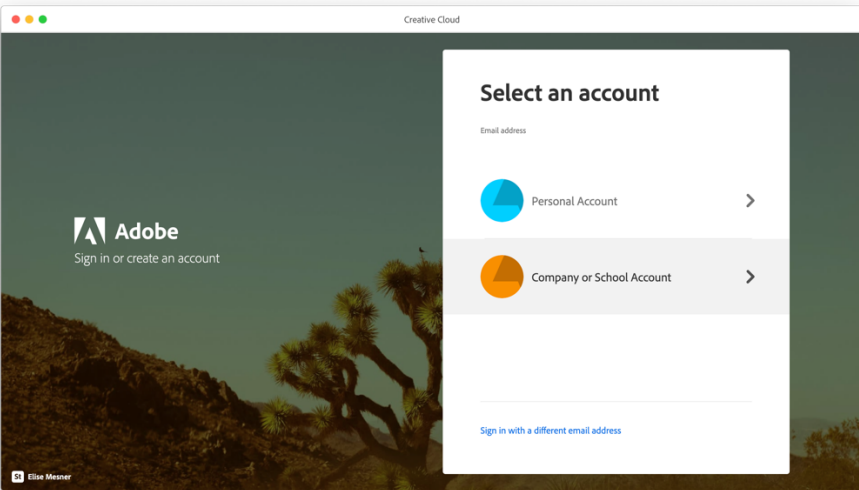 Creative Cloud
Adobe
Sign in or create an account
Select an account
Email address
Personal Account
Company or School Account
Sign in with a different email address
St Elise Mesner